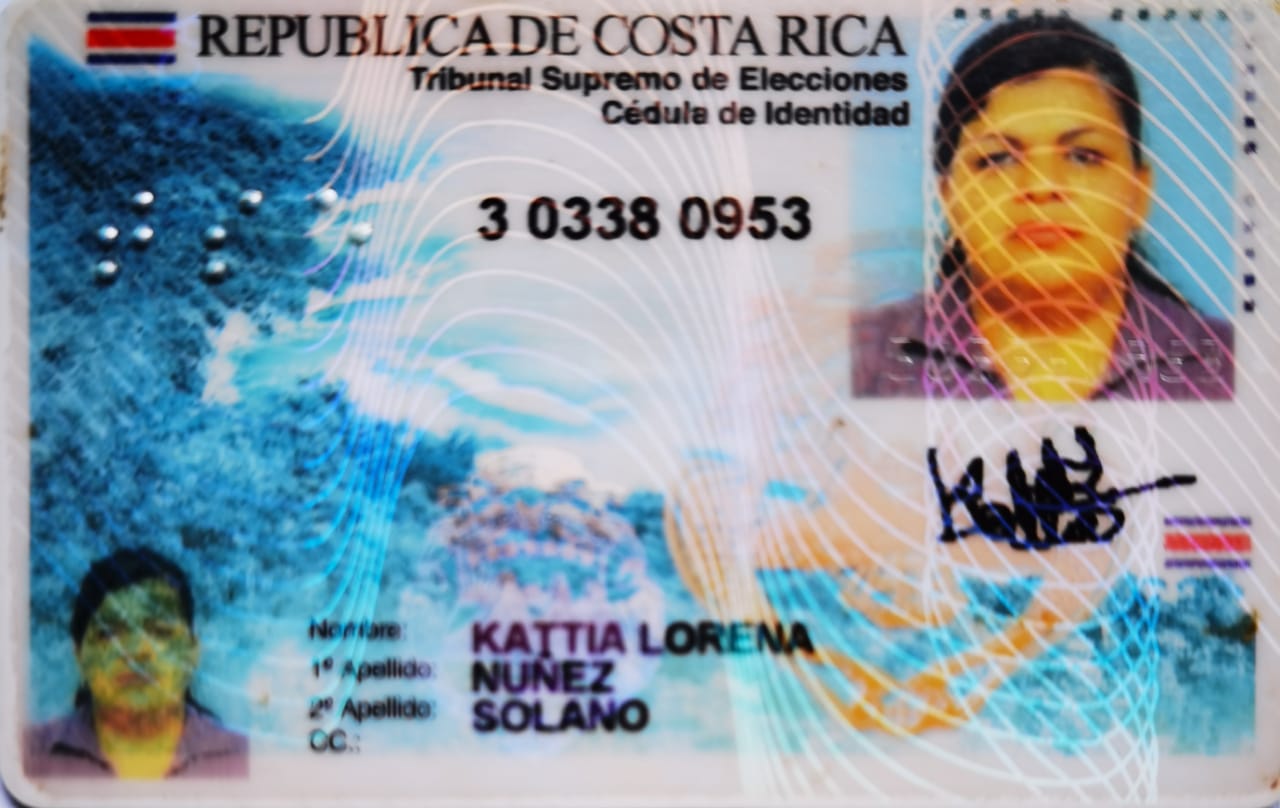 REPUBLICA DE COSTA RICA
Tribunal Supremo de Elecciones
Cédula de Identidad
3 0338 0953
Nombre: KATTIA LORENA
1º Apellido: NUÑEZ
2º Apellido: SOLANO
CC.: